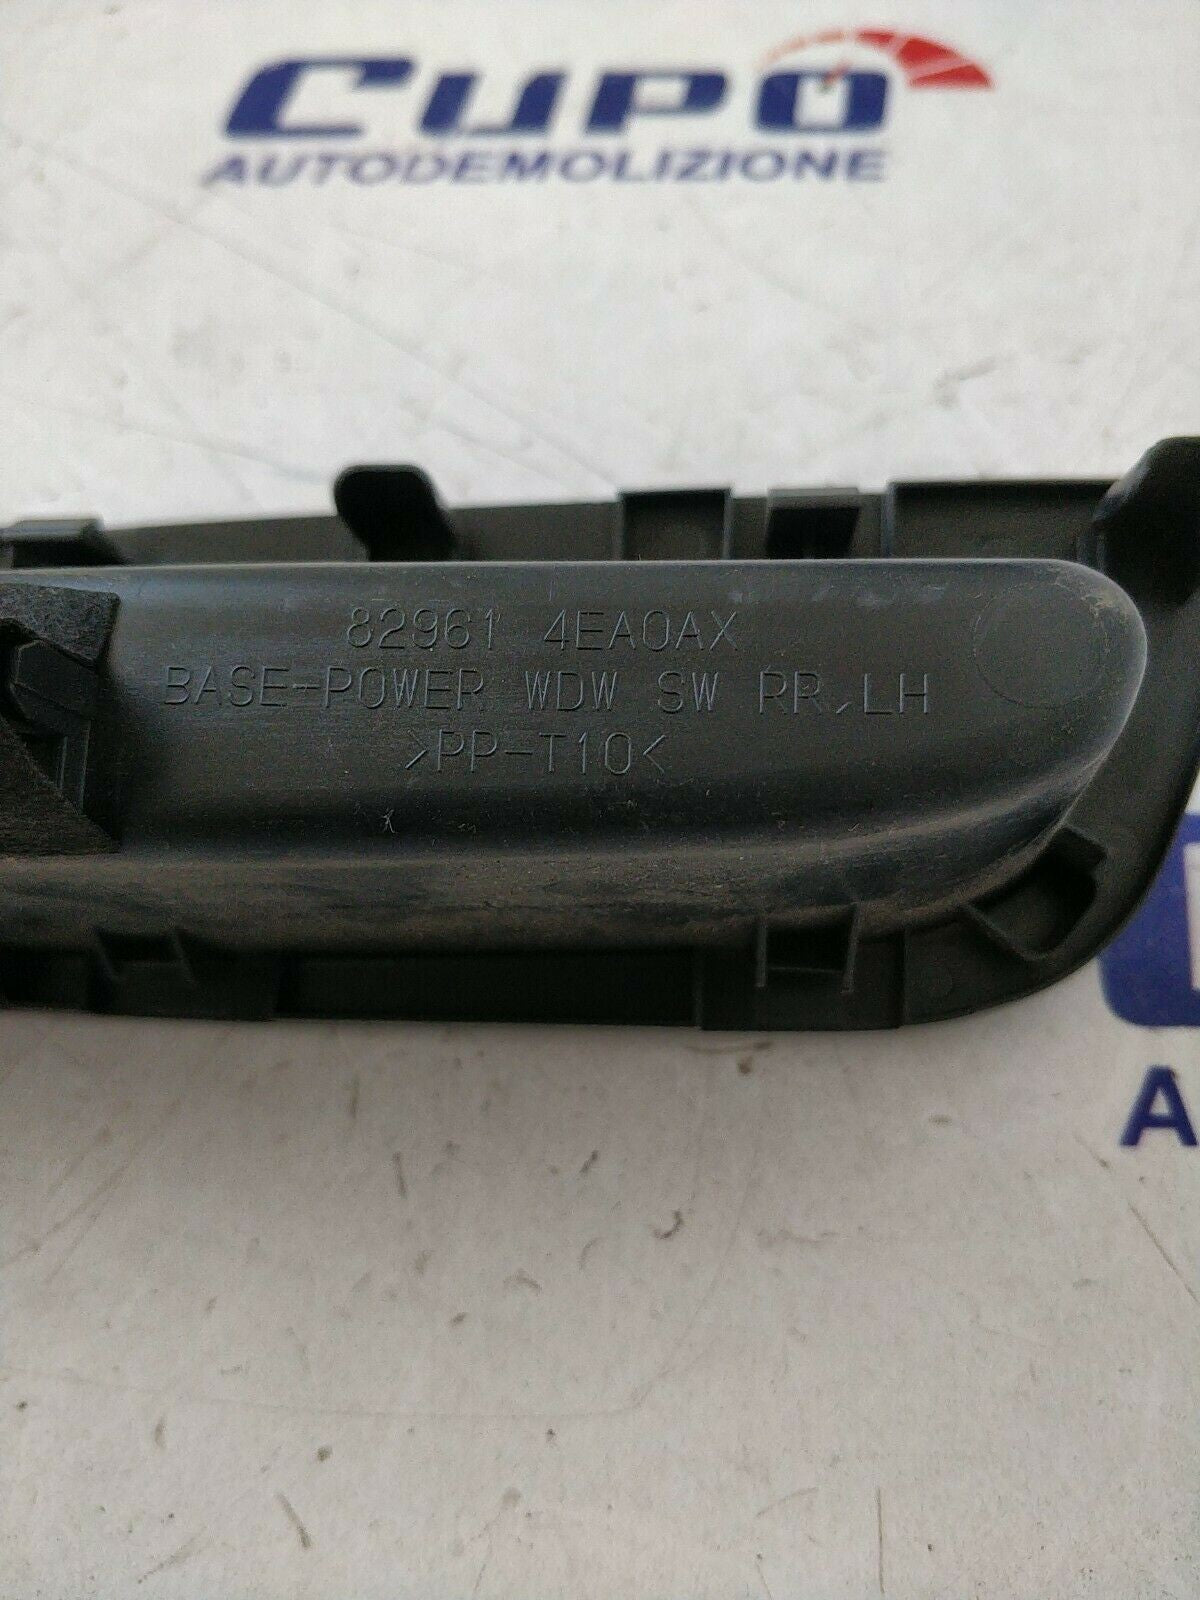 CUPO
AUTODEMOLIZIONE
82961 4EA0AX
BASE-POWER WDW SW RR,LH
>PP-T10<
A